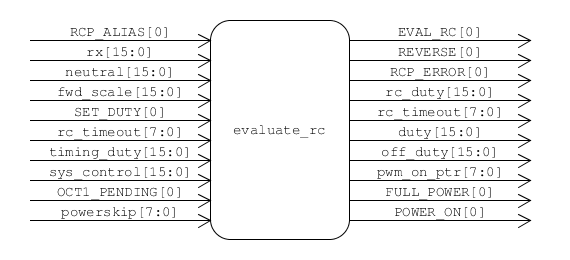 RCP_ALIAS[0]
EVAL_RC[0]
rx[15:0]
REVERSE[0]
neutral[15:0]
RCP_ERROR[0]
fwd_scale[15:0]
rc_duty[15:0]
SET_DUTY[0]
rc_timeout[7:0]
evaluate_rc
rc_timeout[7:0]
duty[15:0]
timing_duty[15:0]
off_duty[15:0]
sys_control[15:0]
pwm_on_ptr[7:0]
OCT1_PENDING[0]
FULL_POWER[0]
powerskip[7:0]
POWER_ON[0]